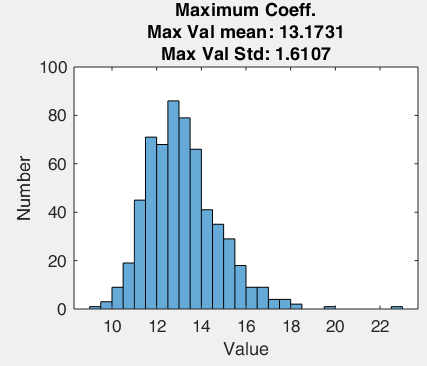 Maximum Coeff.
Max Val mean: 13.1731
Max Val Std: 1.6107
100
80
60
40
20
0
Number
10 12 14 16 18 20 22
Value